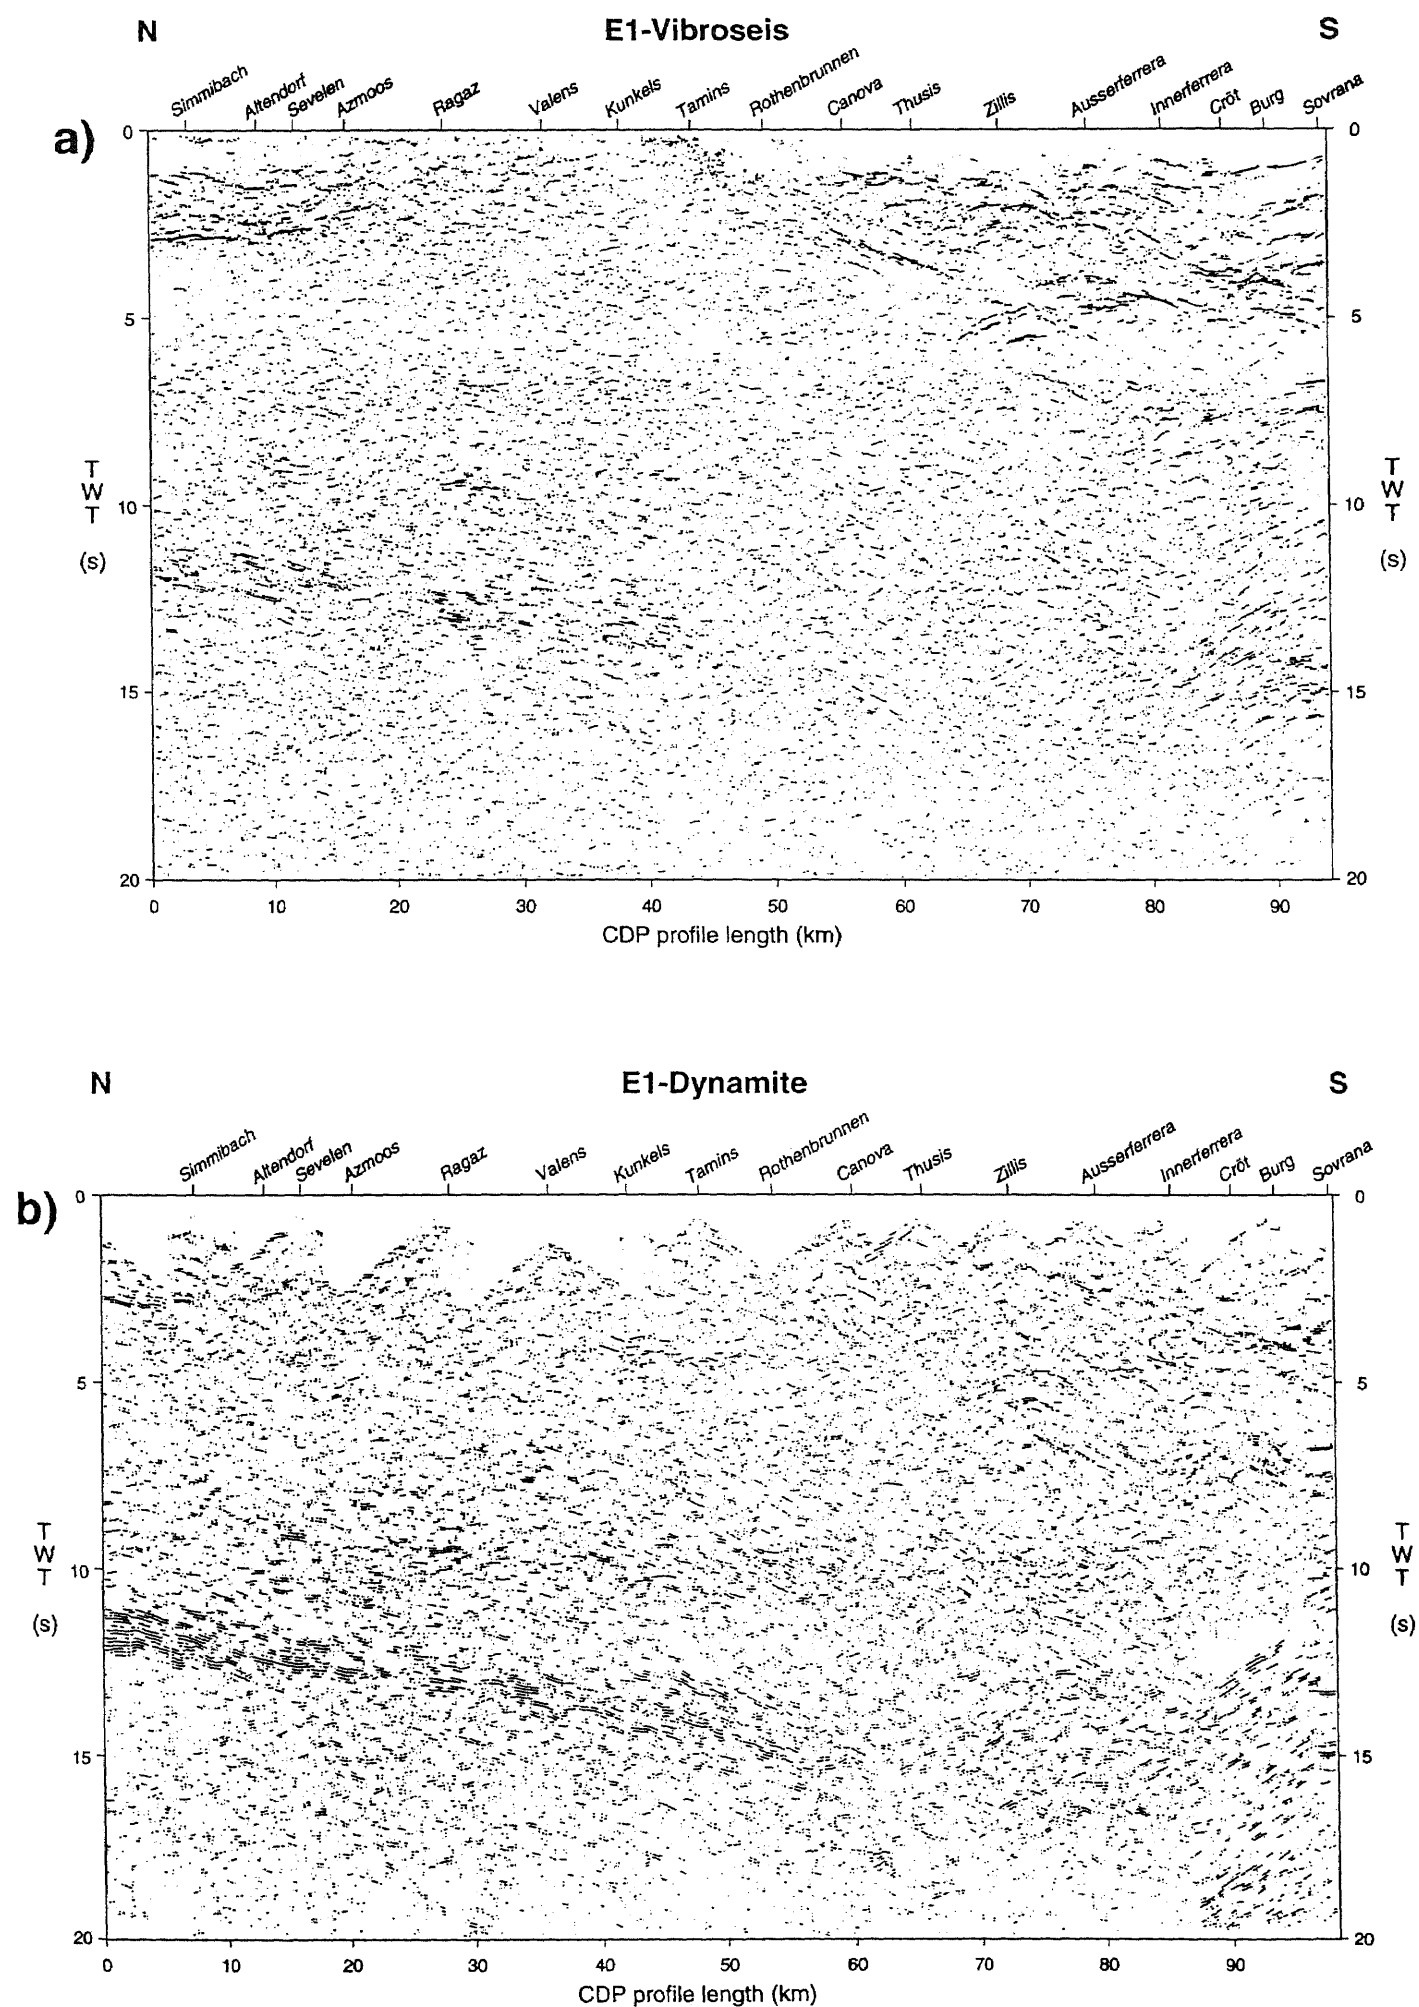 N E1-Vibroseis S
Simmibach Altendorf Sevelen Azmoos Ragaz Valens Kunkels Tamins Rothenbrunnen Canova Thusis Zillis Ausserferrera Innerferrera Cröt Burg Sovrana
a)
0 0
5 5
T W T (s) T W T (s)
10 10
15 15
20 20
0 10 20 30 40 50 60 70 80 90
CDP profile length (km)
N E1-Dynamite S
Simmibach Altendorf Sevelen Azmoos Ragaz Valens Kunkels Tamins Rothenbrunnen Canova Thusis Zillis Ausserferrera Innerferrera Cröt Burg Sovrana
b)
0 0
5 5
T W T (s) T W T (s)
10 10
15 15
20 20
0 10 20 30 40 50 60 70 80 90
CDP profile length (km)